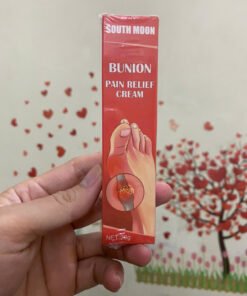 SOUTH MOON
BUNION
PAIN RELIEF
CREAM